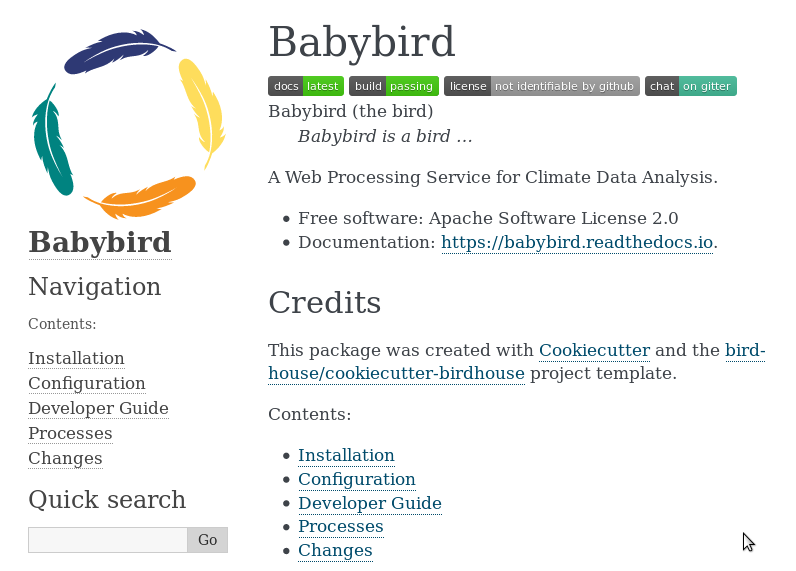 Babybird
Navigation
Contents:
Installation
Configuration
Developer Guide
Processes
Changes
Quick search
Go
Babybird
docs latest build passing license not identifiable by github chat on gitter
Babybird (the bird)
Babybird is a bird …
A Web Processing Service for Climate Data Analysis.
• Free software: Apache Software License 2.0
• Documentation: https://babybird.readthedocs.io.
Credits
This package was created with Cookiecutter and the bird-
house/cookiecutter-birdhouse project template.
Contents:
• Installation
• Configuration
• Developer Guide
• Processes
• Changes